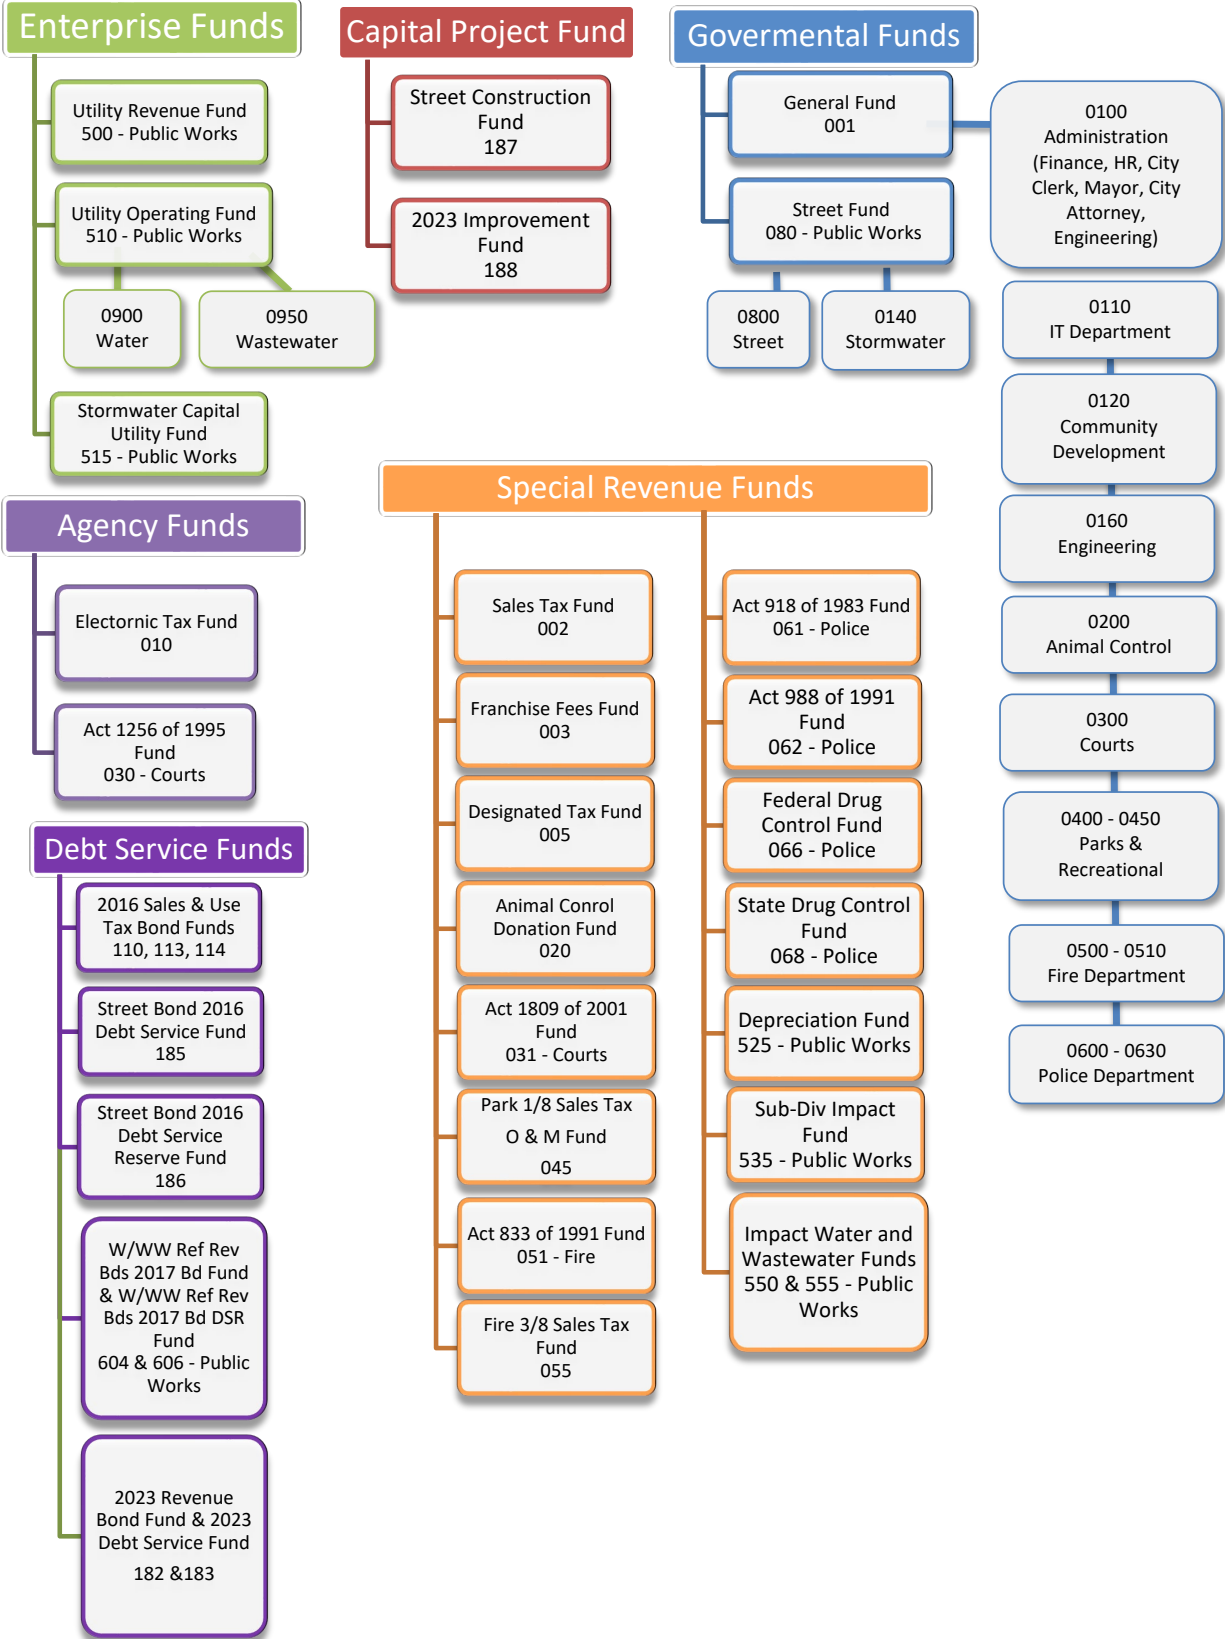 Enterprise Funds
Utility Revenue Fund
500 - Public Works
Utility Operating Fund
510 - Public Works
0900
Water
0950
Wastewater
Stormwater Capital
Utility Fund
515 - Public Works
Capital Project Fund
Street Construction
Fund
187
2023 Improvement
Fund
188
Govermental Funds
General Fund
001
Street Fund
080 - Public Works
0800
Street
0140
Stormwater
0100
Administration
(Finance, HR, City
Clerk, Mayor, City
Attorney,
Engineering)
0110
IT Department
0120
Community
Development
0160
Engineering
0200
Animal Control
0300
Courts
0400 - 0450
Parks &
Recreational
0500 - 0510
Fire Department
0600 - 0630
Police Department
Agency Funds
Electornic Tax Fund
010
Act 1256 of 1995
Fund
030 - Courts
Debt Service Funds
2016 Sales & Use
Tax Bond Funds
110, 113, 114
Street Bond 2016
Debt Service Fund
185
Street Bond 2016
Debt Service
Reserve Fund
186
W/WW Ref Rev
Bds 2017 Bd Fund
& W/WW Ref Rev
Bds 2017 Bd DSR
Fund
604 & 606 - Public
Works
2023 Revenue
Bond Fund & 2023
Debt Service Fund
182 &183
Special Revenue Funds
Sales Tax Fund
002
Franchise Fees Fund
003
Designated Tax Fund
005
Animal Conrol
Donation Fund
020
Act 1809 of 2001
Fund
031 - Courts
Park 1/8 Sales Tax
O & M Fund
045
Act 833 of 1991 Fund
051 - Fire
Fire 3/8 Sales Tax
Fund
055
Act 918 of 1983 Fund
061 - Police
Act 988 of 1991
Fund
062 - Police
Federal Drug
Control Fund
066 - Police
State Drug Control
Fund
068 - Police
Depreciation Fund
525 - Public Works
Sub-Div Impact
Fund
535 - Public Works
Impact Water and
Wastewater Funds
550 & 555 - Public
Works